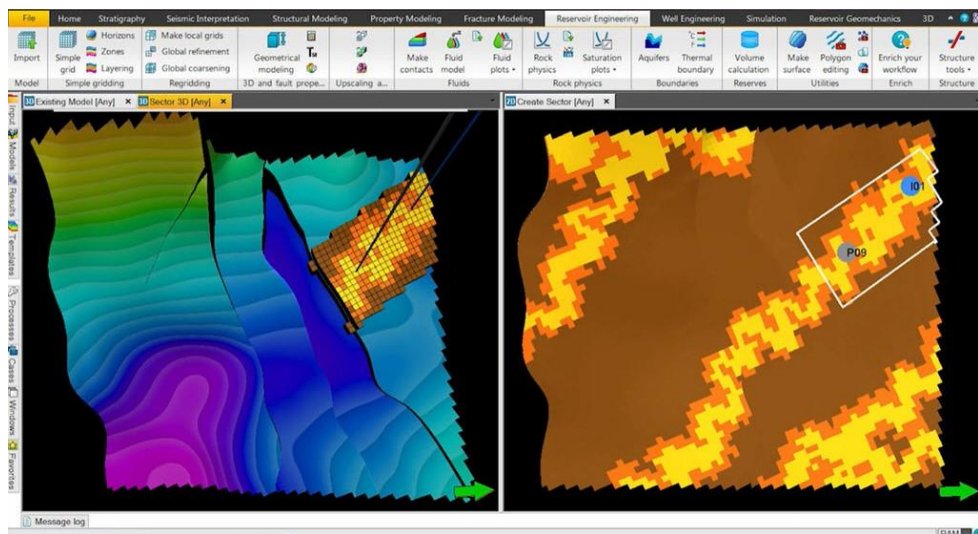 File Home Stratigraphy Seismic Interpretation Structural Modeling Property Modeling Fracture Modeling Reservoir Engineering Well Engineering Simulation Reservoir Geomechanics 3D
Horizons Make local grids
Import Simple grid Zones Global refinement Geometrical modeling Make contacts Fluid model Fluid plots Rock physics Saturation plots Aquifers Thermal boundary Volume calculation Make surface Polygon editing Enrich your workflow Structure tools
Layering Global coarsening
Model Simple gridding Regridding 3D and fault prope... Upscaling a... Fluids Rock physics Boundaries Reserves Utilities Enrich Structure
3D Existing Model [Any] 3D Sector 3D [Any] 2D Create Sector [Any]
Input
Models
Results
Templates
Processes
Cases
Windows
Favorites
I01
P09
Message log
RAM